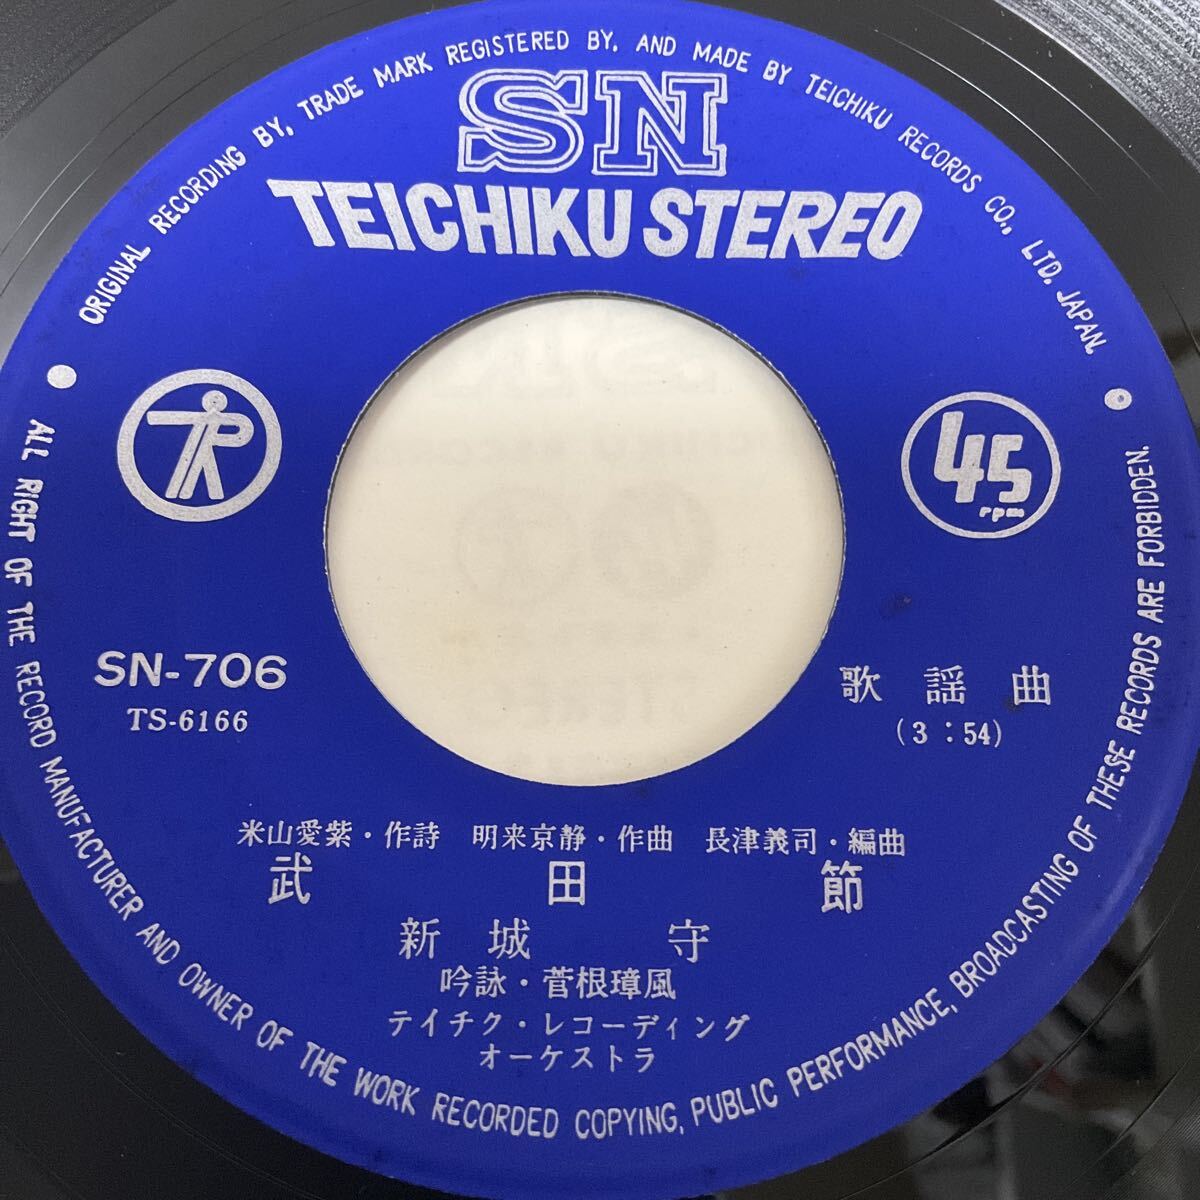 ORIGINAL RECORDING BY, TRADE MARK REGISTERED BY, AND MADE BY TEICHIKU RECORDS CO., LTD. JAPAN.
SN
TEICHIKU STEREO
45
rpm
SN-706
TS-6166
歌謡曲
(3:54)
米山愛紫・作詩 明来京静・作曲 長津義司・編曲
武田節
新城 守
吟詠・菅根璋風
テイチク・レコーディング
オーケストラ
ALL RIGHT OF THE RECORD MANUFACTURER AND OWNER OF THE WORK RECORDED COPYING, PUBLIC PERFORMANCE, BROADCASTING OF THESE RECORDS ARE FORBIDDEN.